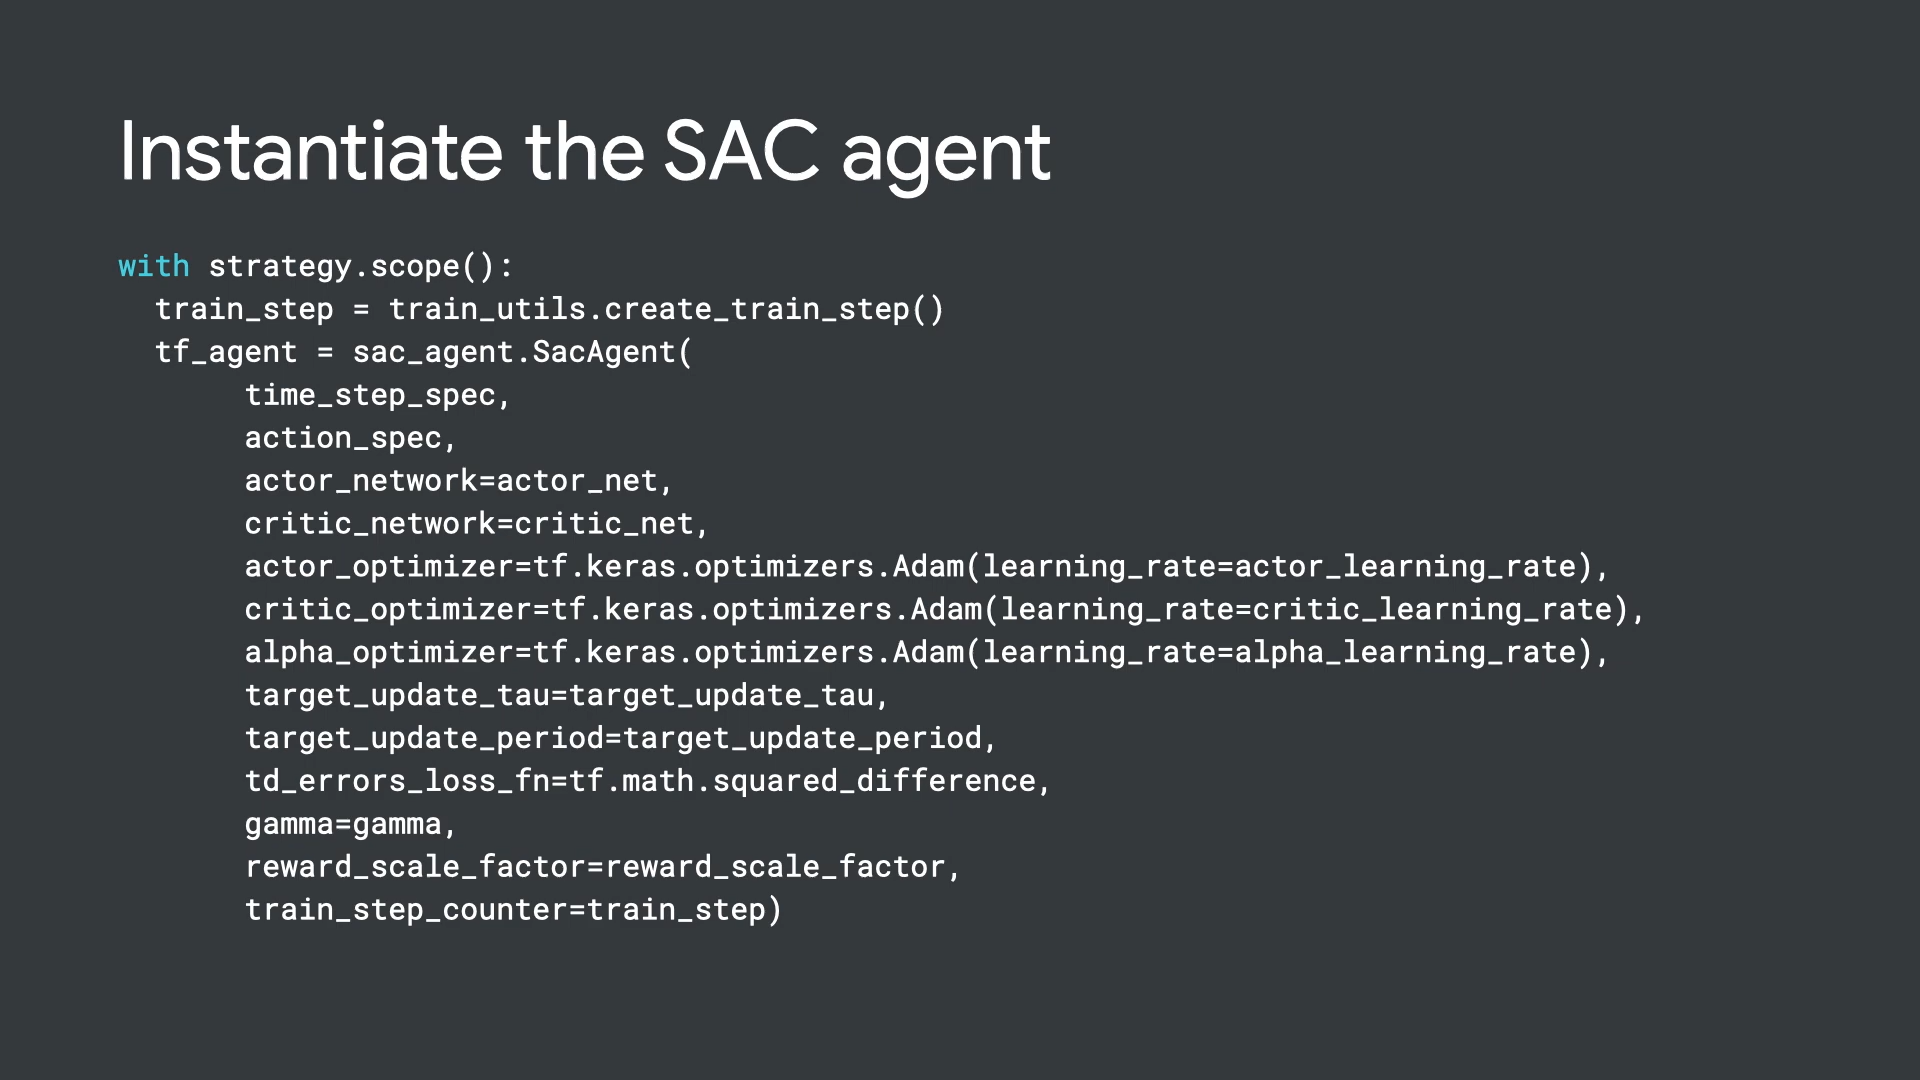 Instantiate the SAC agent
with strategy.scope():
  train_step = train_utils.create_train_step()
  tf_agent = sac_agent.SacAgent(
       time_step_spec,
       action_spec,
       actor_network=actor_net,
       critic_network=critic_net,
       actor_optimizer=tf.keras.optimizers.Adam(learning_rate=actor_learning_rate),
       critic_optimizer=tf.keras.optimizers.Adam(learning_rate=critic_learning_rate),
       alpha_optimizer=tf.keras.optimizers.Adam(learning_rate=alpha_learning_rate),
       target_update_tau=target_update_tau,
       target_update_period=target_update_period,
       td_errors_loss_fn=tf.math.squared_difference,
       gamma=gamma,
       reward_scale_factor=reward_scale_factor,
       train_step_counter=train_step)